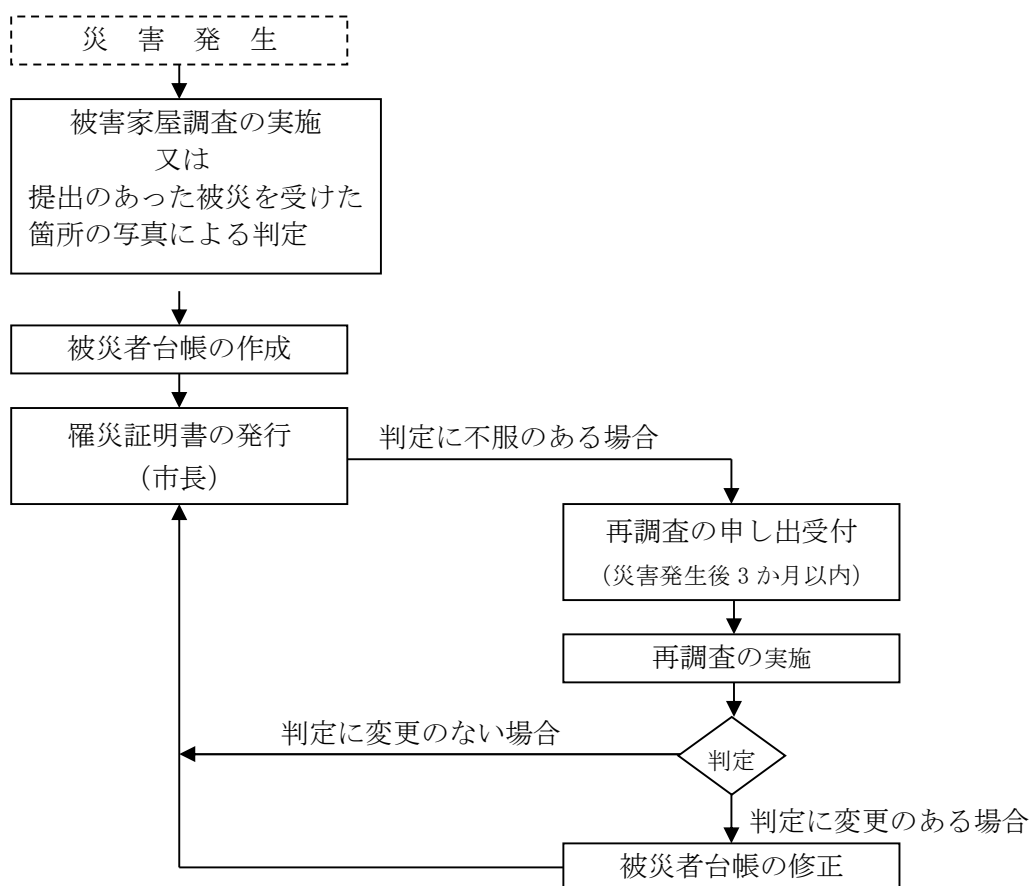 災 害 発 生
被害家屋調査の実施
又は
提出のあった被災を受けた
箇所の写真による判定
被災者台帳の作成
罹災証明書の発行
（市長）
判定に不服のある場合
再調査の申し出受付
（災害発生後３か月以内）
再調査の実施
判定に変更のない場合
判定
判定に変更のある場合
被災者台帳の修正